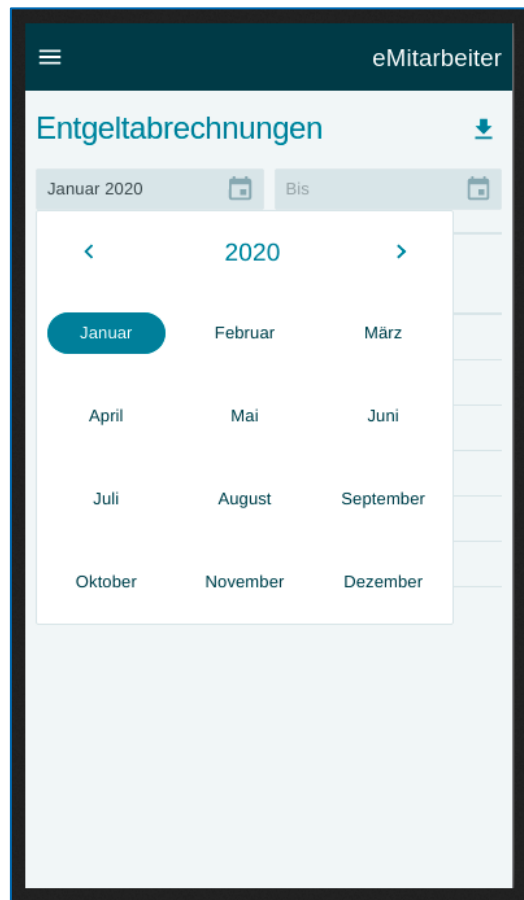 eMitarbeiter
Entgeltabrechnungen
Januar 2020 Bis
2020
Januar Februar März
April Mai Juni
Juli August September
Oktober November Dezember